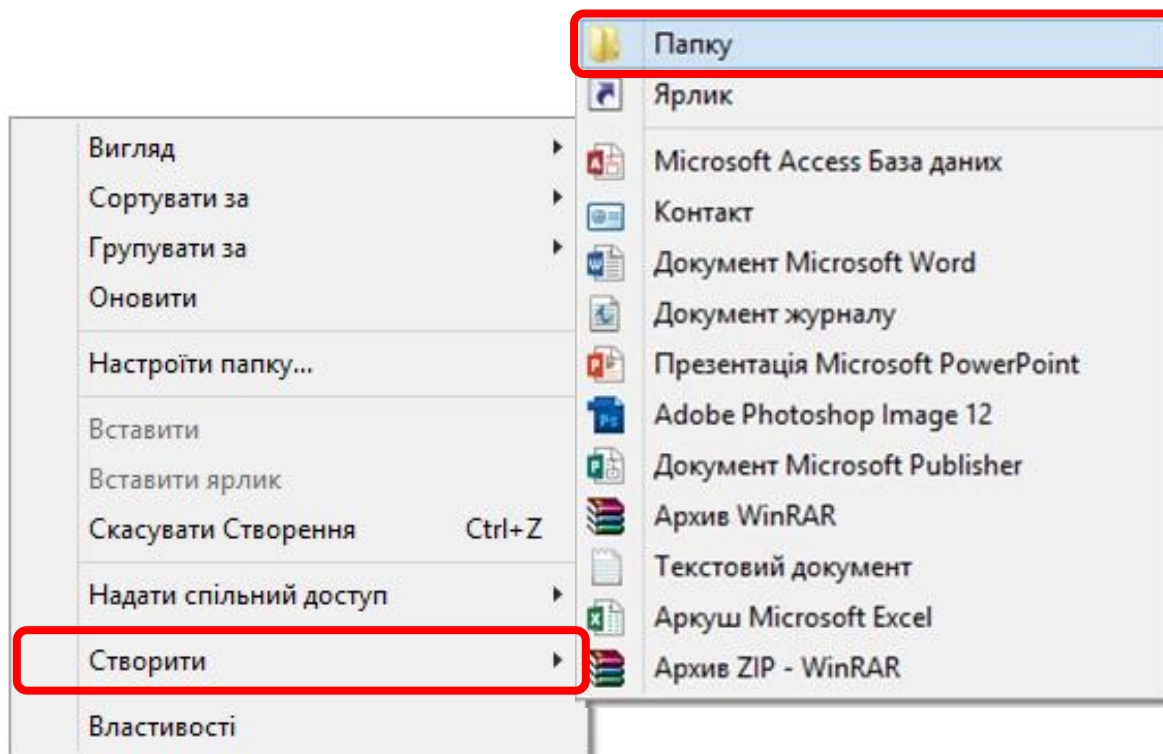 Вигляд
Сортувати за
Групувати за
Оновити
Настроїти папку...
Вставити
Вставити ярлик
Скасувати Створення Ctrl+Z
Надати спільний доступ
Створити
Властивості
Папку
Ярлик
Microsoft Access База даних
Контакт
Документ Microsoft Word
Документ журналу
Презентація Microsoft PowerPoint
Adobe Photoshop Image 12
Документ Microsoft Publisher
Архив WinRAR
Текстовий документ
Аркуш Microsoft Excel
Архив ZIP - WinRAR